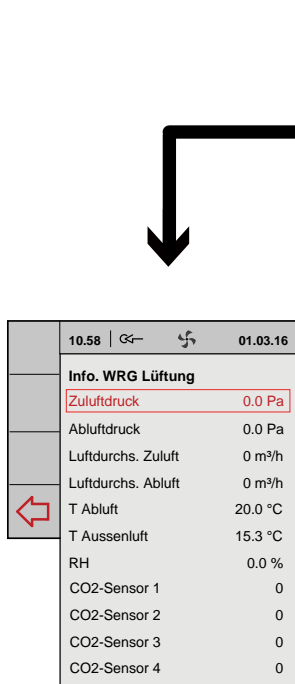 10.58 01.03.16
Info. WRG Lüftung
Zuluftdruck 0.0 Pa
Abluftdruck 0.0 Pa
Luftdurchs. Zuluft 0 m³/h
Luftdurchs. Abluft 0 m³/h
T Abluft 20.0 °C
T Aussenluft 15.3 °C
RH 0.0 %
CO2-Sensor 1 0
CO2-Sensor 2 0
CO2-Sensor 3 0
CO2-Sensor 4 0